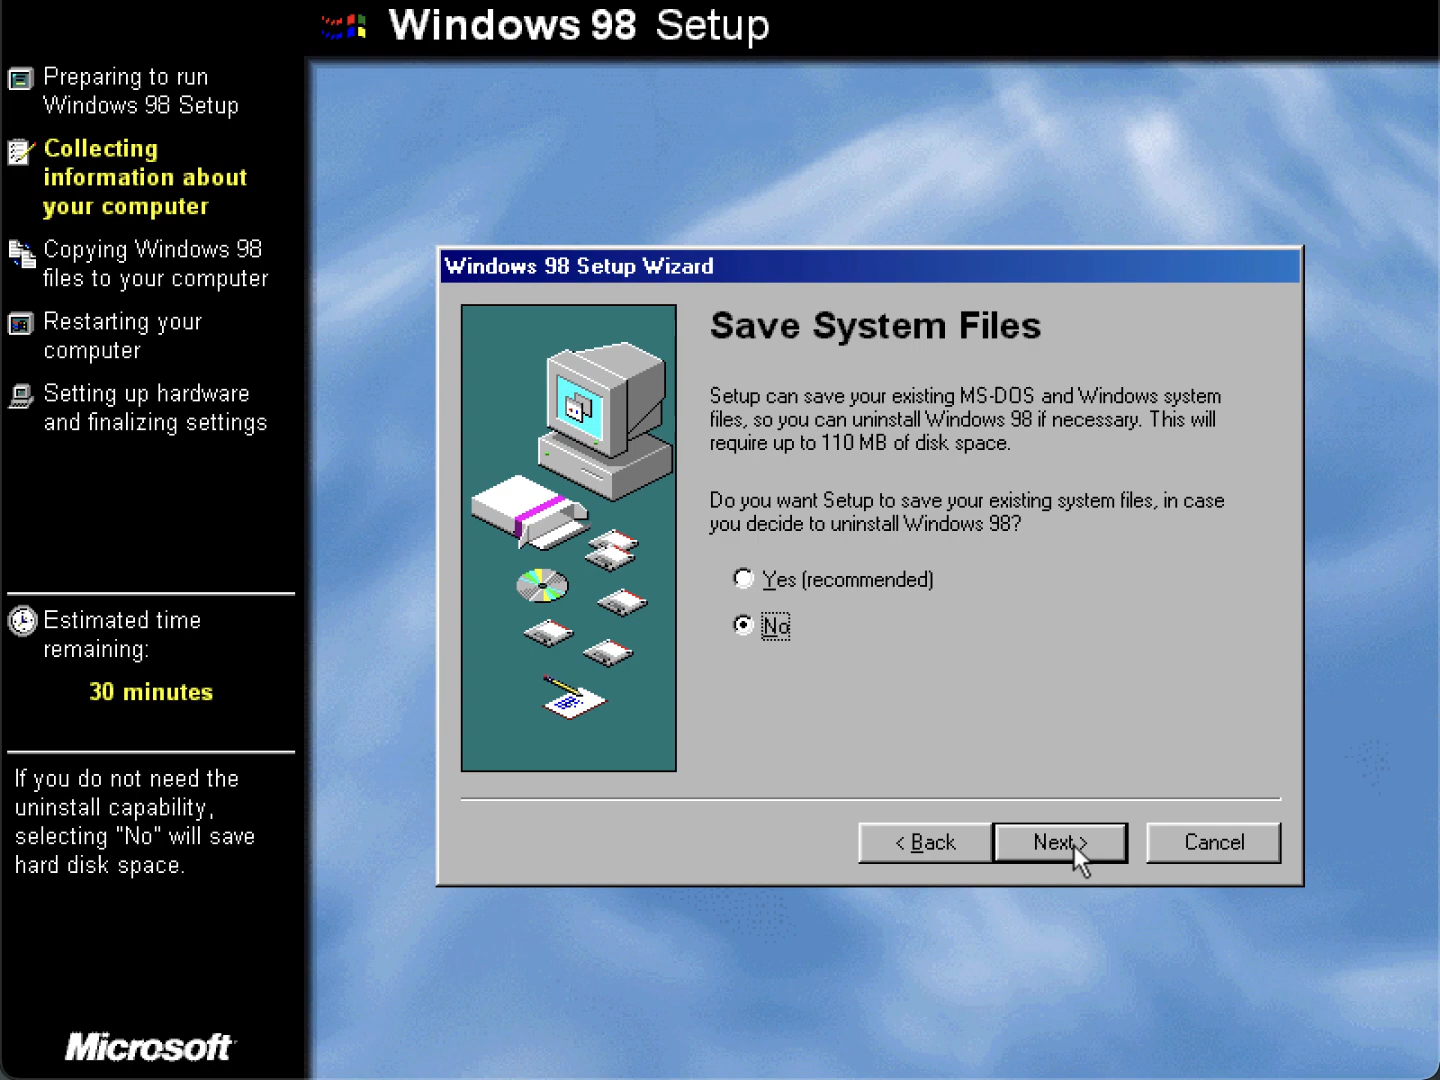 Windows 98 Setup
Preparing to run
Windows 98 Setup
Collecting
information about
your computer
Copying Windows 98
files to your computer
Restarting your
computer
Setting up hardware
and finalizing settings
Estimated time
remaining:
30 minutes
If you do not need the
uninstall capability,
selecting "No" will save
hard disk space.
Microsoft
Windows 98 Setup Wizard
Save System Files
Setup can save your existing MS-DOS and Windows system
files, so you can uninstall Windows 98 if necessary. This will
require up to 110 MB of disk space.
Do you want Setup to save your existing system files, in case
you decide to uninstall Windows 98?
Yes (recommended)
No
< Back
Next>
Cancel